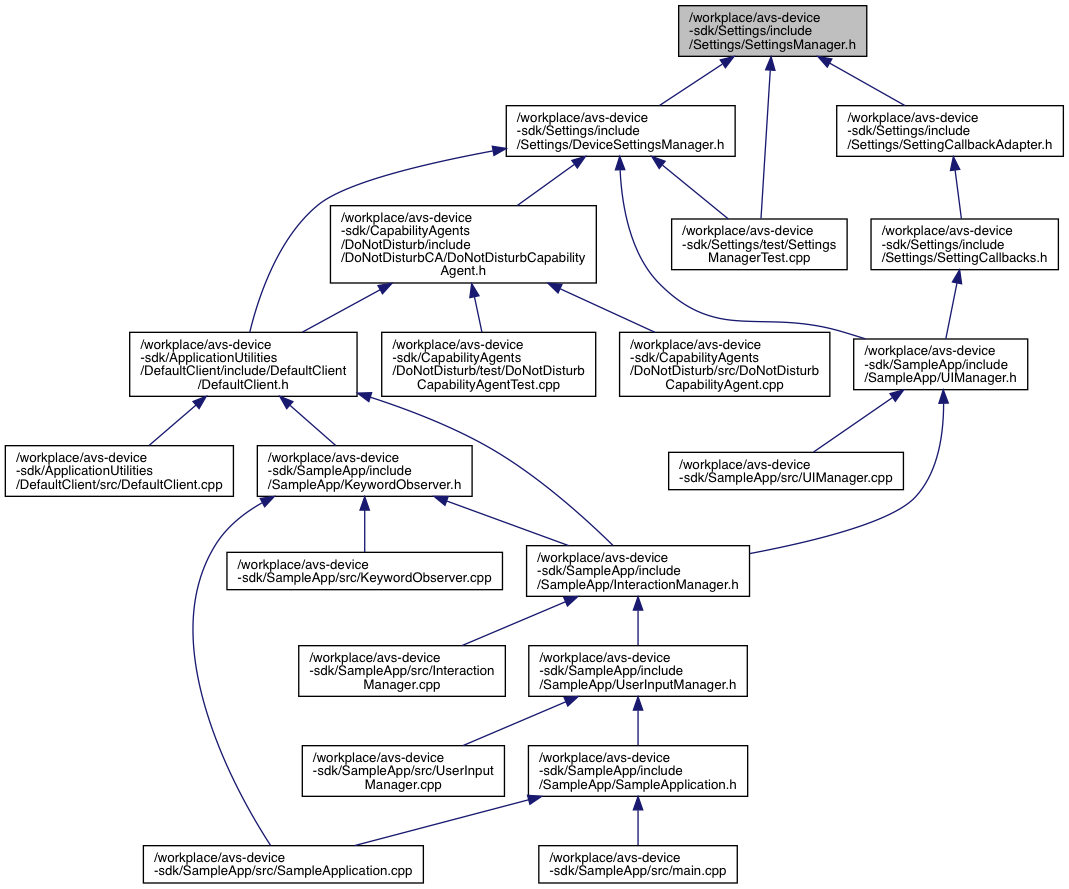 /workplace/avs-device
-sdk/Settings/include
/Settings/SettingsManager.h
/workplace/avs-device
-sdk/Settings/include
/Settings/DeviceSettingsManager.h
/workplace/avs-device
-sdk/Settings/include
/Settings/SettingCallbackAdapter.h
/workplace/avs-device
-sdk/CapabilityAgents
/DoNotDisturb/include
/DoNotDisturbCA/DoNotDisturbCapability
Agent.h
/workplace/avs-device
-sdk/Settings/test/Settings
ManagerTest.cpp
/workplace/avs-device
-sdk/Settings/include
/Settings/SettingCallbacks.h
/workplace/avs-device
-sdk/ApplicationUtilities
/DefaultClient/include/DefaultClient
/DefaultClient.h
/workplace/avs-device
-sdk/CapabilityAgents
/DoNotDisturb/test/DoNotDisturb
CapabilityAgentTest.cpp
/workplace/avs-device
-sdk/CapabilityAgents
/DoNotDisturb/src/DoNotDisturb
CapabilityAgent.cpp
/workplace/avs-device
-sdk/SampleApp/include
/SampleApp/UIManager.h
/workplace/avs-device
-sdk/ApplicationUtilities
/DefaultClient/src/DefaultClient.cpp
/workplace/avs-device
-sdk/SampleApp/include
/SampleApp/KeywordObserver.h
/workplace/avs-device
-sdk/SampleApp/src/UIManager.cpp
/workplace/avs-device
-sdk/SampleApp/src/KeywordObserver.cpp
/workplace/avs-device
-sdk/SampleApp/include
/SampleApp/InteractionManager.h
/workplace/avs-device
-sdk/SampleApp/src/Interaction
Manager.cpp
/workplace/avs-device
-sdk/SampleApp/include
/SampleApp/UserInputManager.h
/workplace/avs-device
-sdk/SampleApp/src/UserInput
Manager.cpp
/workplace/avs-device
-sdk/SampleApp/include
/SampleApp/SampleApplication.h
/workplace/avs-device
-sdk/SampleApp/src/SampleApplication.cpp
/workplace/avs-device
-sdk/SampleApp/src/main.cpp